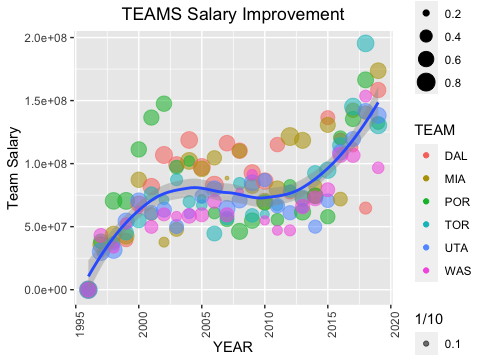 TEAMS Salary Improvement
Team Salary
2.0e+08
1.5e+08
1.0e+08
5.0e+07
0.0e+00
1995
2000
2005
2010
2015
2020
YEAR
0.2
0.4
0.6
0.8
TEAM
DAL
MIA
POR
TOR
UTA
WAS
1/10
0.1